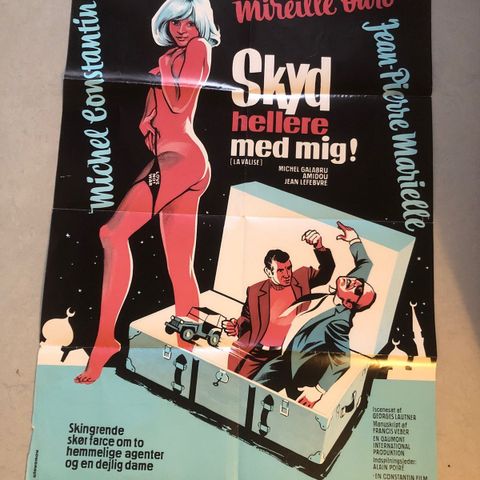 Mireille Darc
Michel Constantin
Jean-Pierre Marielle
Skyd
hellere
med mig!
(LA VALISE)
MICHEL GALABRU
AMIDOU
JEAN LEFEBVRE
Skingrende
skør farce om to
hemmelige agenter
og en dejlig dame
Iscenesat af
GEORGES LAUTNER
Manuskript af
FRANCIS VEBER
EN GAUMONT
INTERNATIONAL
PRODUKTION
Indspilningsleder:
ALAIN POIRÉ
EN CONSTANTIN FILM